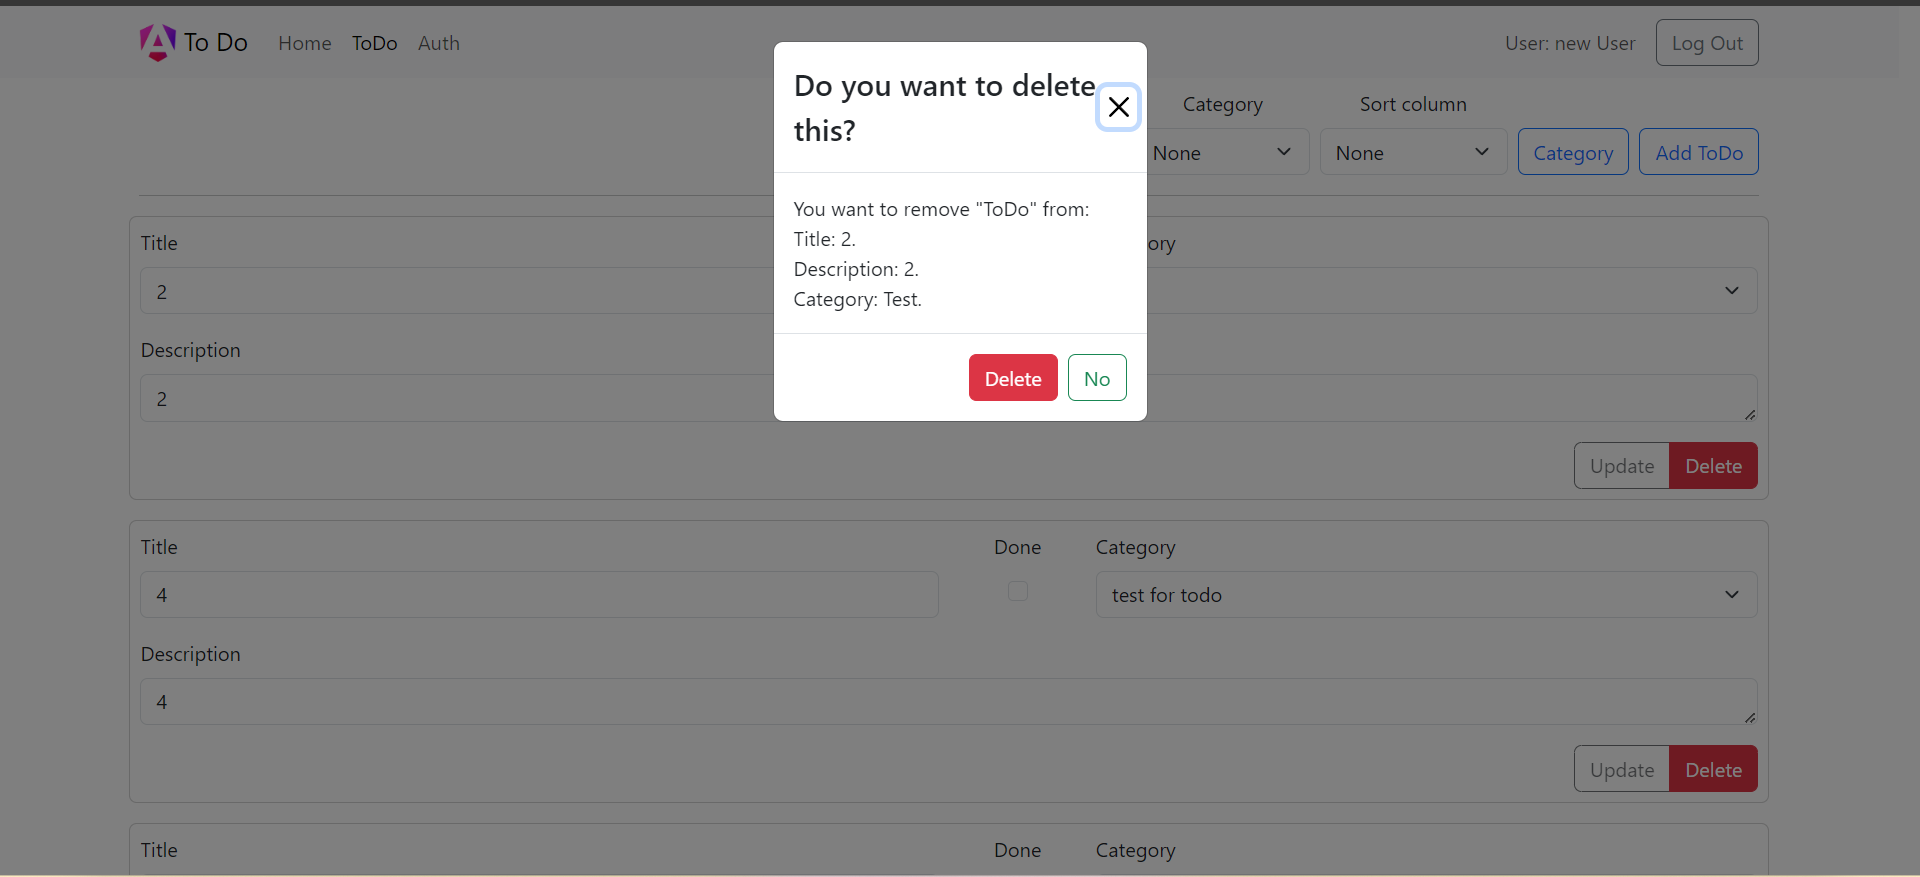 To Do Home ToDo Auth User: new User Log Out
Do you want to delete
this?
Category Sort column
None None Category Add ToDo
You want to remove "ToDo" from:
Title: 2.
Description: 2.
Category: Test.
Delete No
Title ory
2
Description
2
Update Delete
Title Done Category
4 test for todo
Description
4
Update Delete
Title Done Category